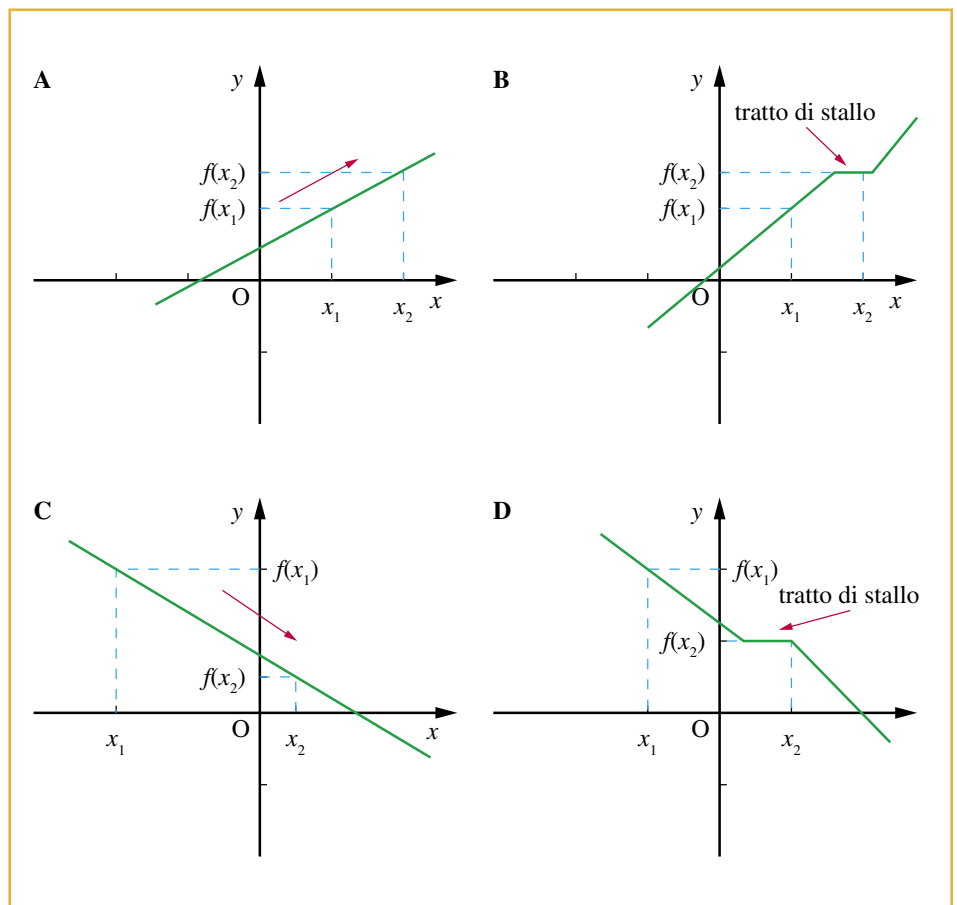 A
y
f(x₂)
f(x₁)
O
x₁
x₂
x
B
y
tratto di stallo
f(x₂)
f(x₁)
O
x₁
x₂
x
C
y
f(x₁)
f(x₂)
O
x₁
x₂
x
D
y
f(x₁)
tratto di stallo
f(x₂)
O
x₁
x₂